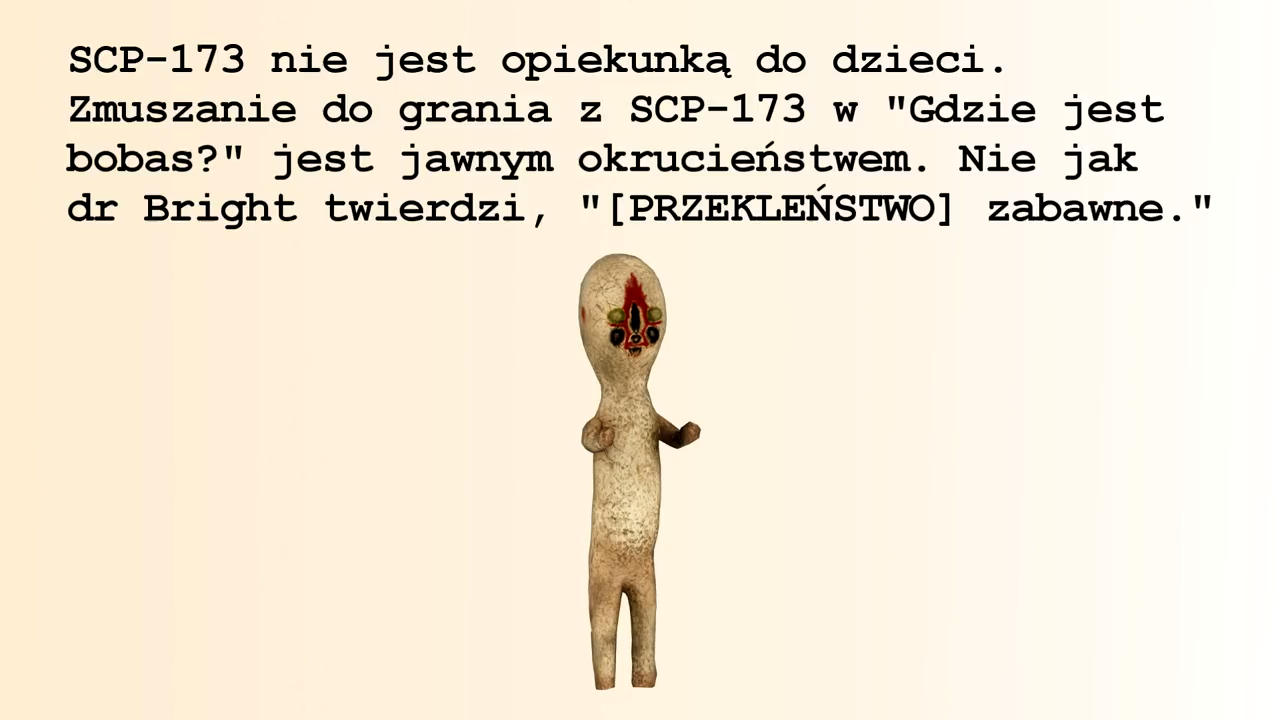 SCP-173 nie jest opiekunką do dzieci.
Zmuszanie do grania z SCP-173 w "Gdzie jest
bobas?" jest jawnym okrucieństwem. Nie jak
dr Bright twierdzi, "[PRZEKLEŃSTWO] zabawne."